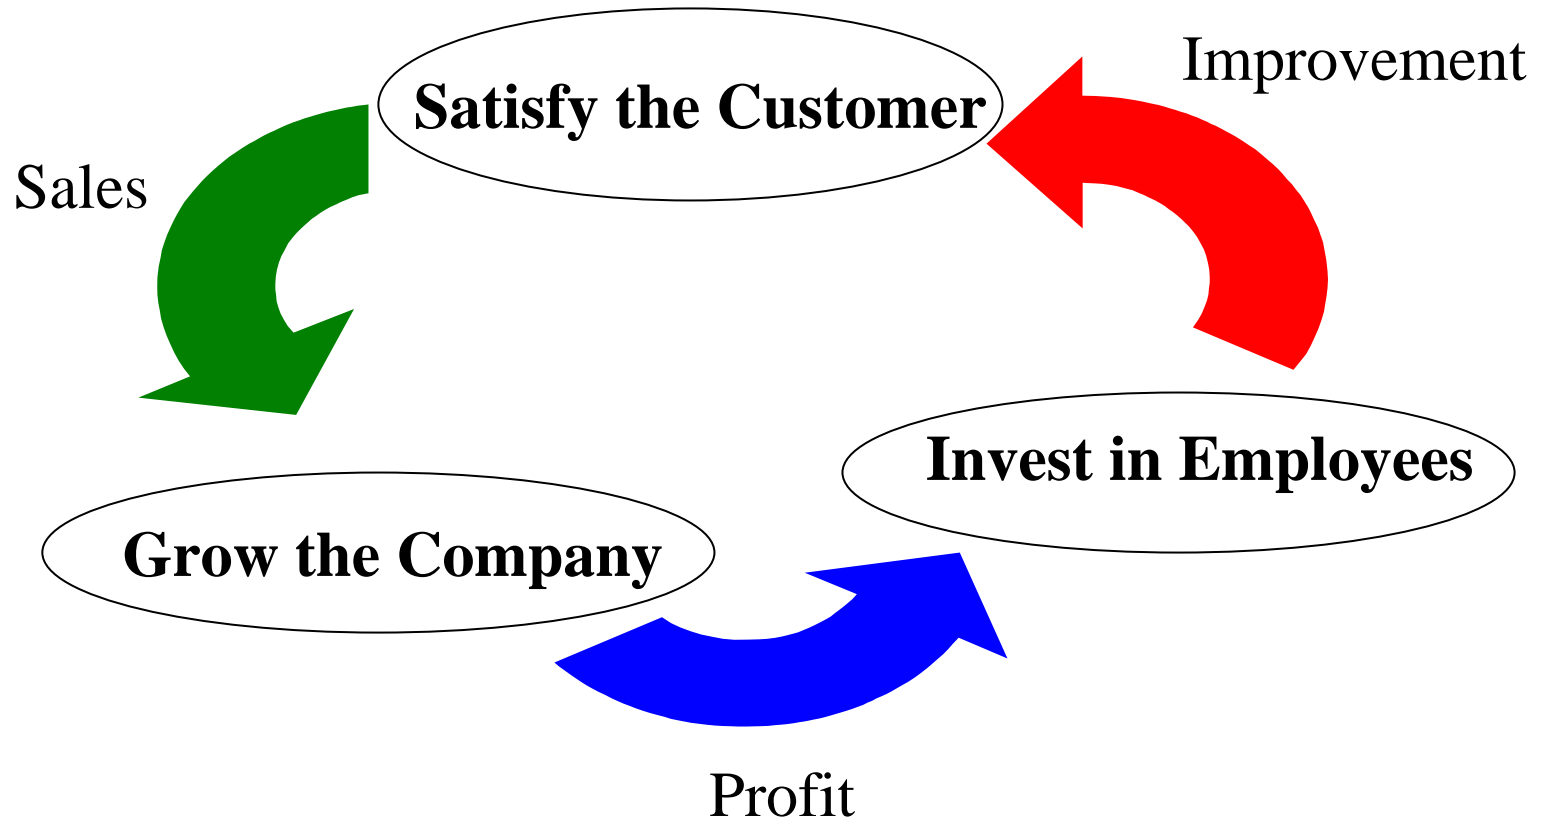 Improvement
Satisfy the Customer
Sales
Invest in Employees
Grow the Company
Profit